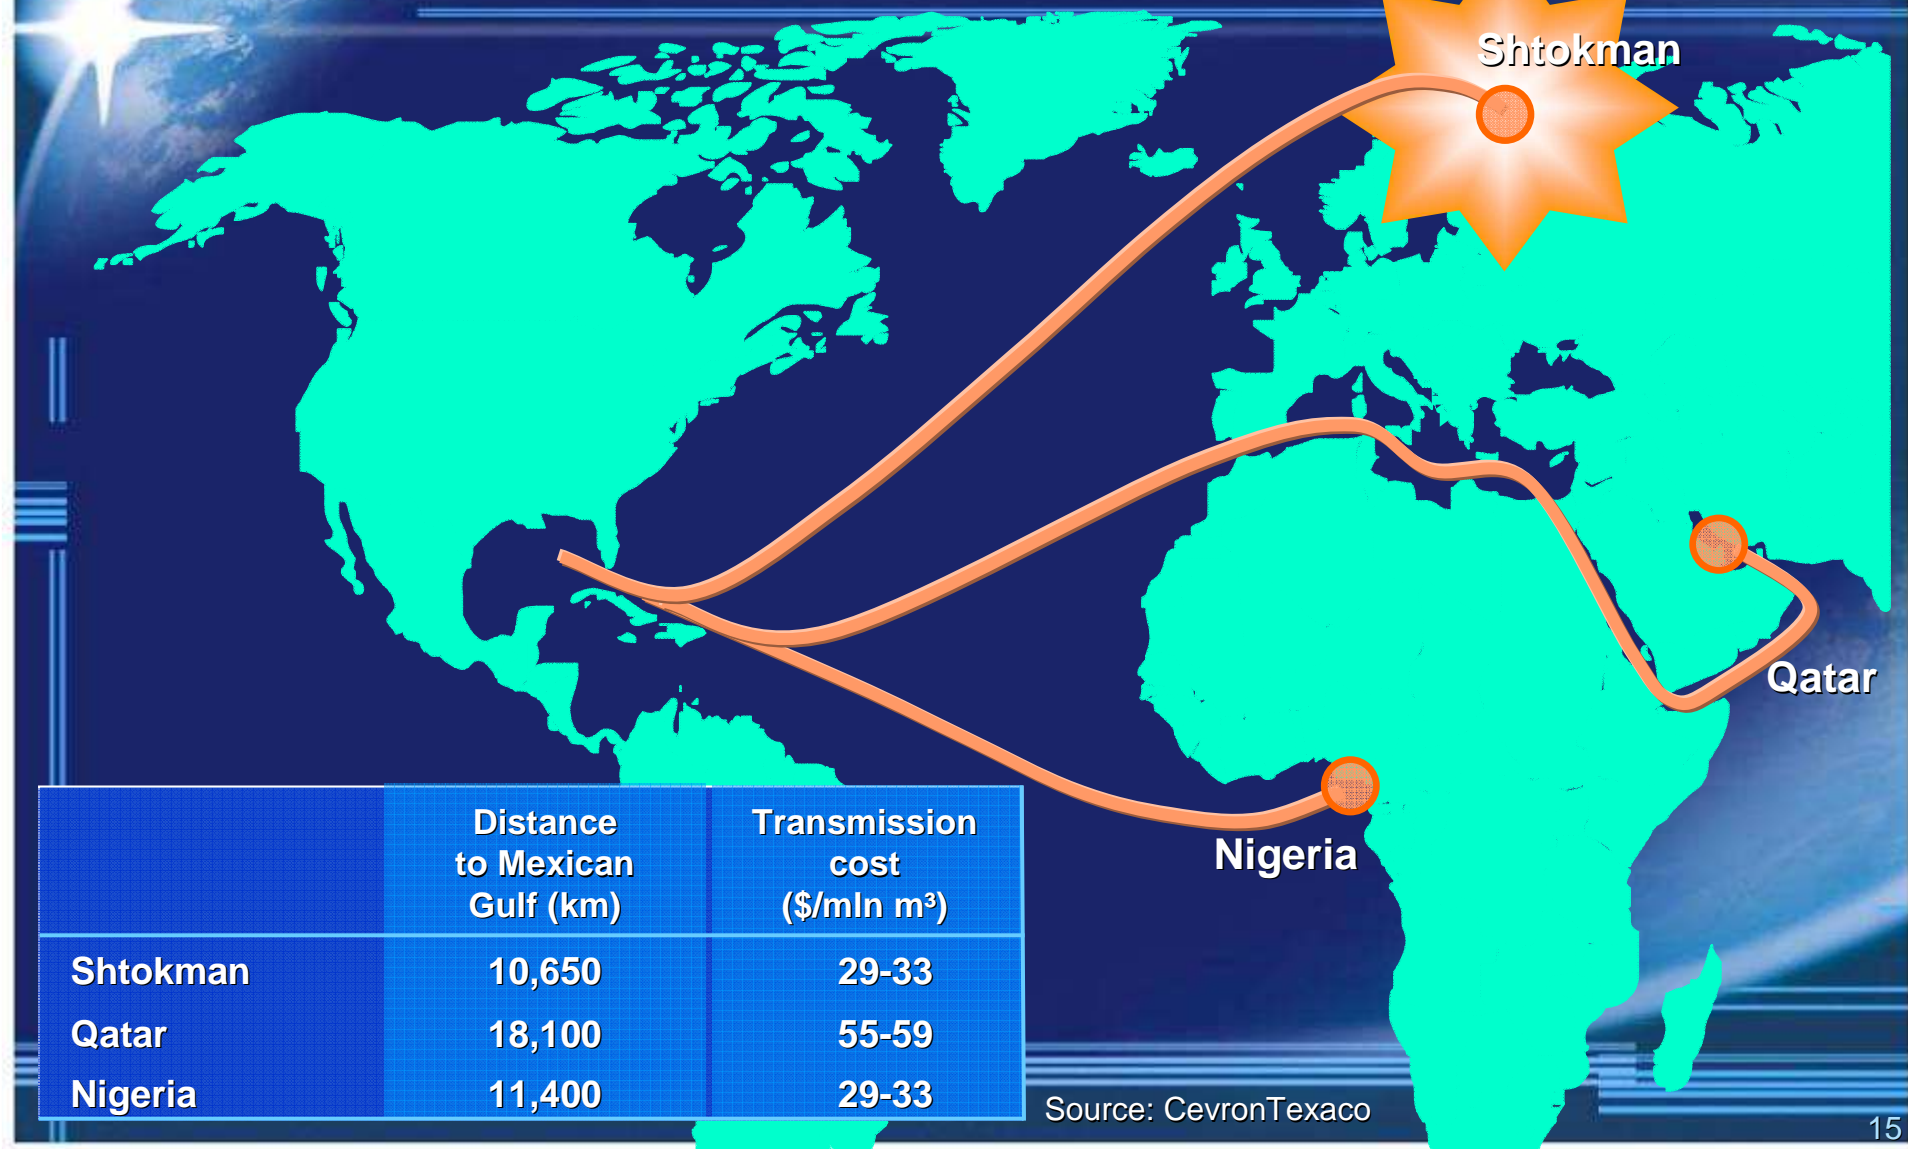 Shtokman
Qatar
Nigeria
Distance
to Mexican
Gulf (km)
Transmission
cost
($/mln m³)
Shtokman 10,650 29-33
Qatar 18,100 55-59
Nigeria 11,400 29-33
Source: CevronTexaco
15